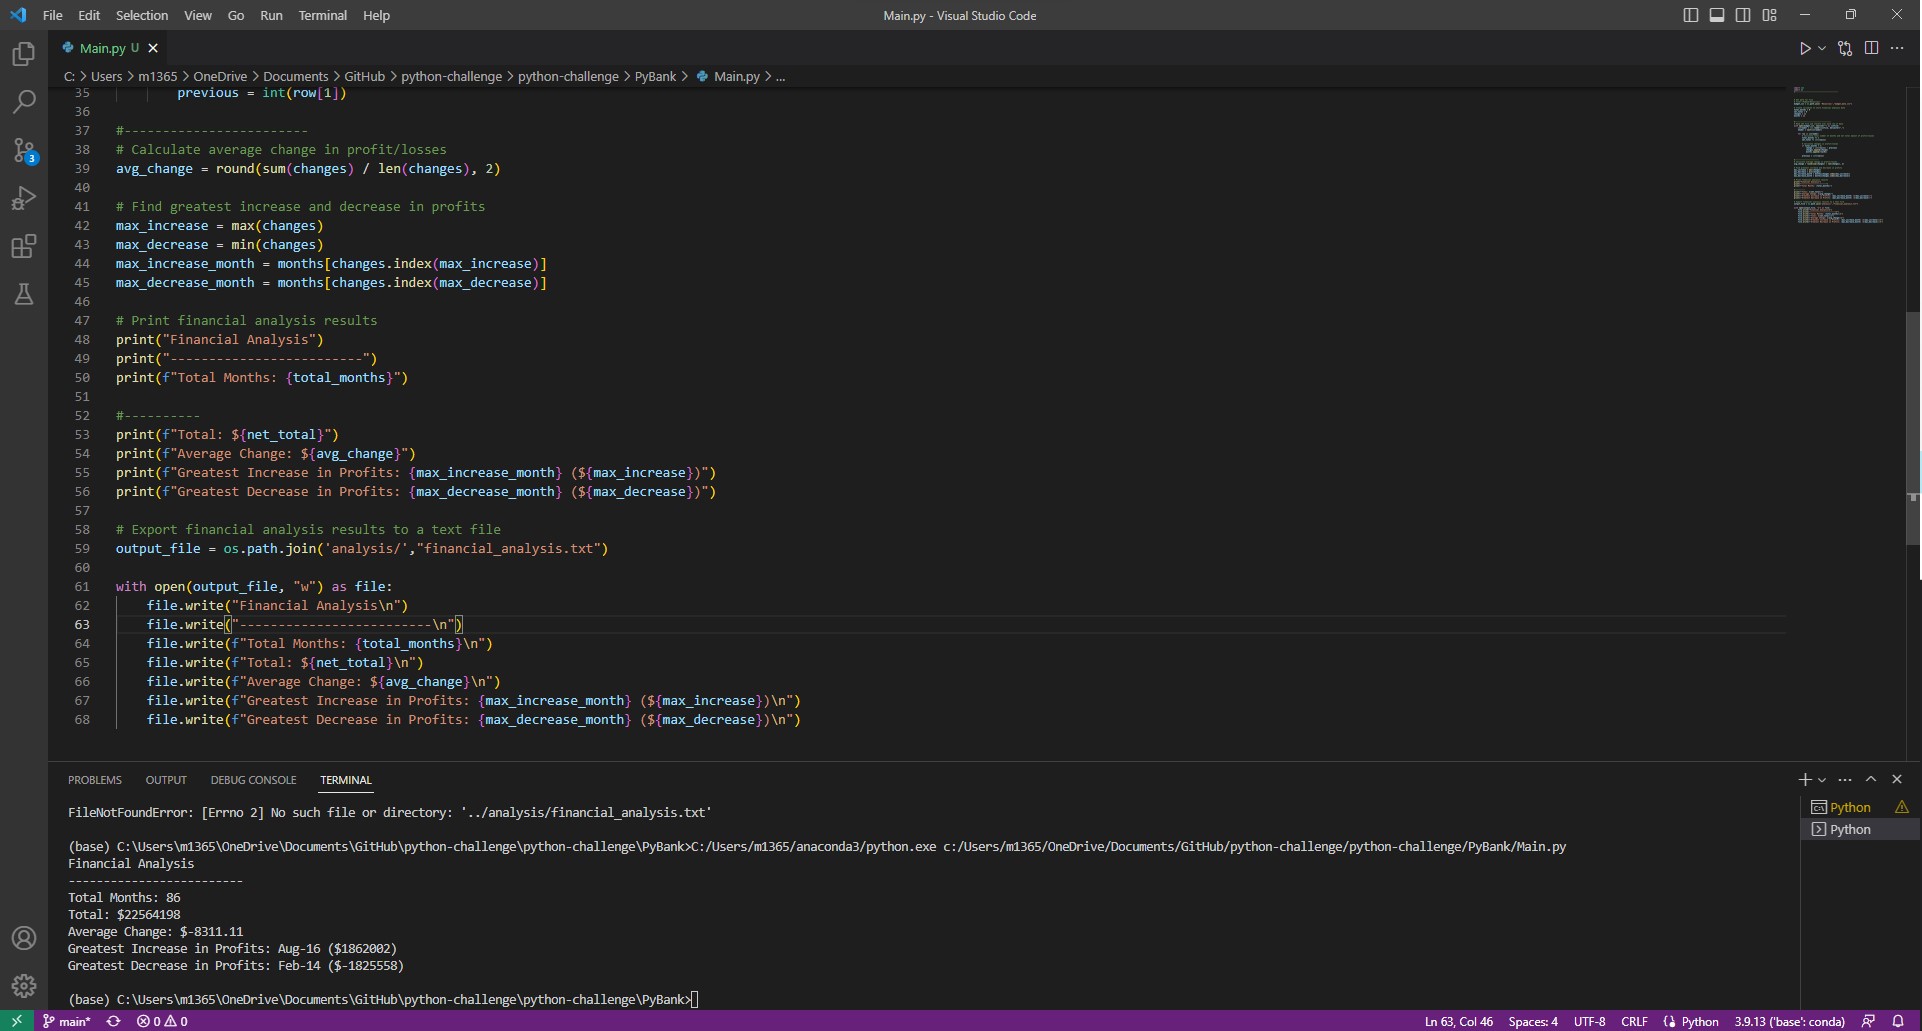 File Edit Selection View Go Run Terminal Help
Main.py - Visual Studio Code
Main.py U
C: > Users > m1365 > OneDrive > Documents > GitHub > python-challenge > python-challenge > PyBank > Main.py > ...
35 previous = int(row[1])
36
37 #------------------------
38 # Calculate average change in profit/losses
39 avg_change = round(sum(changes) / len(changes), 2)
40
41 # Find greatest increase and decrease in profits
42 max_increase = max(changes)
43 max_decrease = min(changes)
44 max_increase_month = months[changes.index(max_increase)]
45 max_decrease_month = months[changes.index(max_decrease)]
46
47 # Print financial analysis results
48 print("Financial Analysis")
49 print("-------------------------")
50 print(f"Total Months: {total_months}")
51
52 #----------
53 print(f"Total: ${net_total}")
54 print(f"Average Change: ${avg_change}")
55 print(f"Greatest Increase in Profits: {max_increase_month} (${max_increase})")
56 print(f"Greatest Decrease in Profits: {max_decrease_month} (${max_decrease})")
57
58 # Export financial analysis results to a text file
59 output_file = os.path.join('analysis/',"financial_analysis.txt")
60
61 with open(output_file, "w") as file:
62 file.write("Financial Analysis\n")
63 file.write("-------------------------\n")
64 file.write(f"Total Months: {total_months}\n")
65 file.write(f"Total: ${net_total}\n")
66 file.write(f"Average Change: ${avg_change}\n")
67 file.write(f"Greatest Increase in Profits: {max_increase_month} (${max_increase})\n")
68 file.write(f"Greatest Decrease in Profits: {max_decrease_month} (${max_decrease})\n")
3
PROBLEMS OUTPUT DEBUG CONSOLE TERMINAL
Python
Python
FileNotFoundError: [Errno 2] No such file or directory: '../analysis/financial_analysis.txt'
(base) C:\Users\m1365\OneDrive\Documents\GitHub\python-challenge\python-challenge\PyBank>C:/Users/m1365/anaconda3/python.exe c:/Users/m1365/OneDrive/Documents/GitHub/python-challenge/python-challenge/PyBank/Main.py
Financial Analysis
-------------------------
Total Months: 86
Total: $22564198
Average Change: $-8311.11
Greatest Increase in Profits: Aug-16 ($1862002)
Greatest Decrease in Profits: Feb-14 ($-1825558)
(base) C:\Users\m1365\OneDrive\Documents\GitHub\python-challenge\python-challenge\PyBank>
main* 0 0 Ln 63, Col 46 Spaces: 4 UTF-8 CRLF Python 3.9.13 ('base': conda)